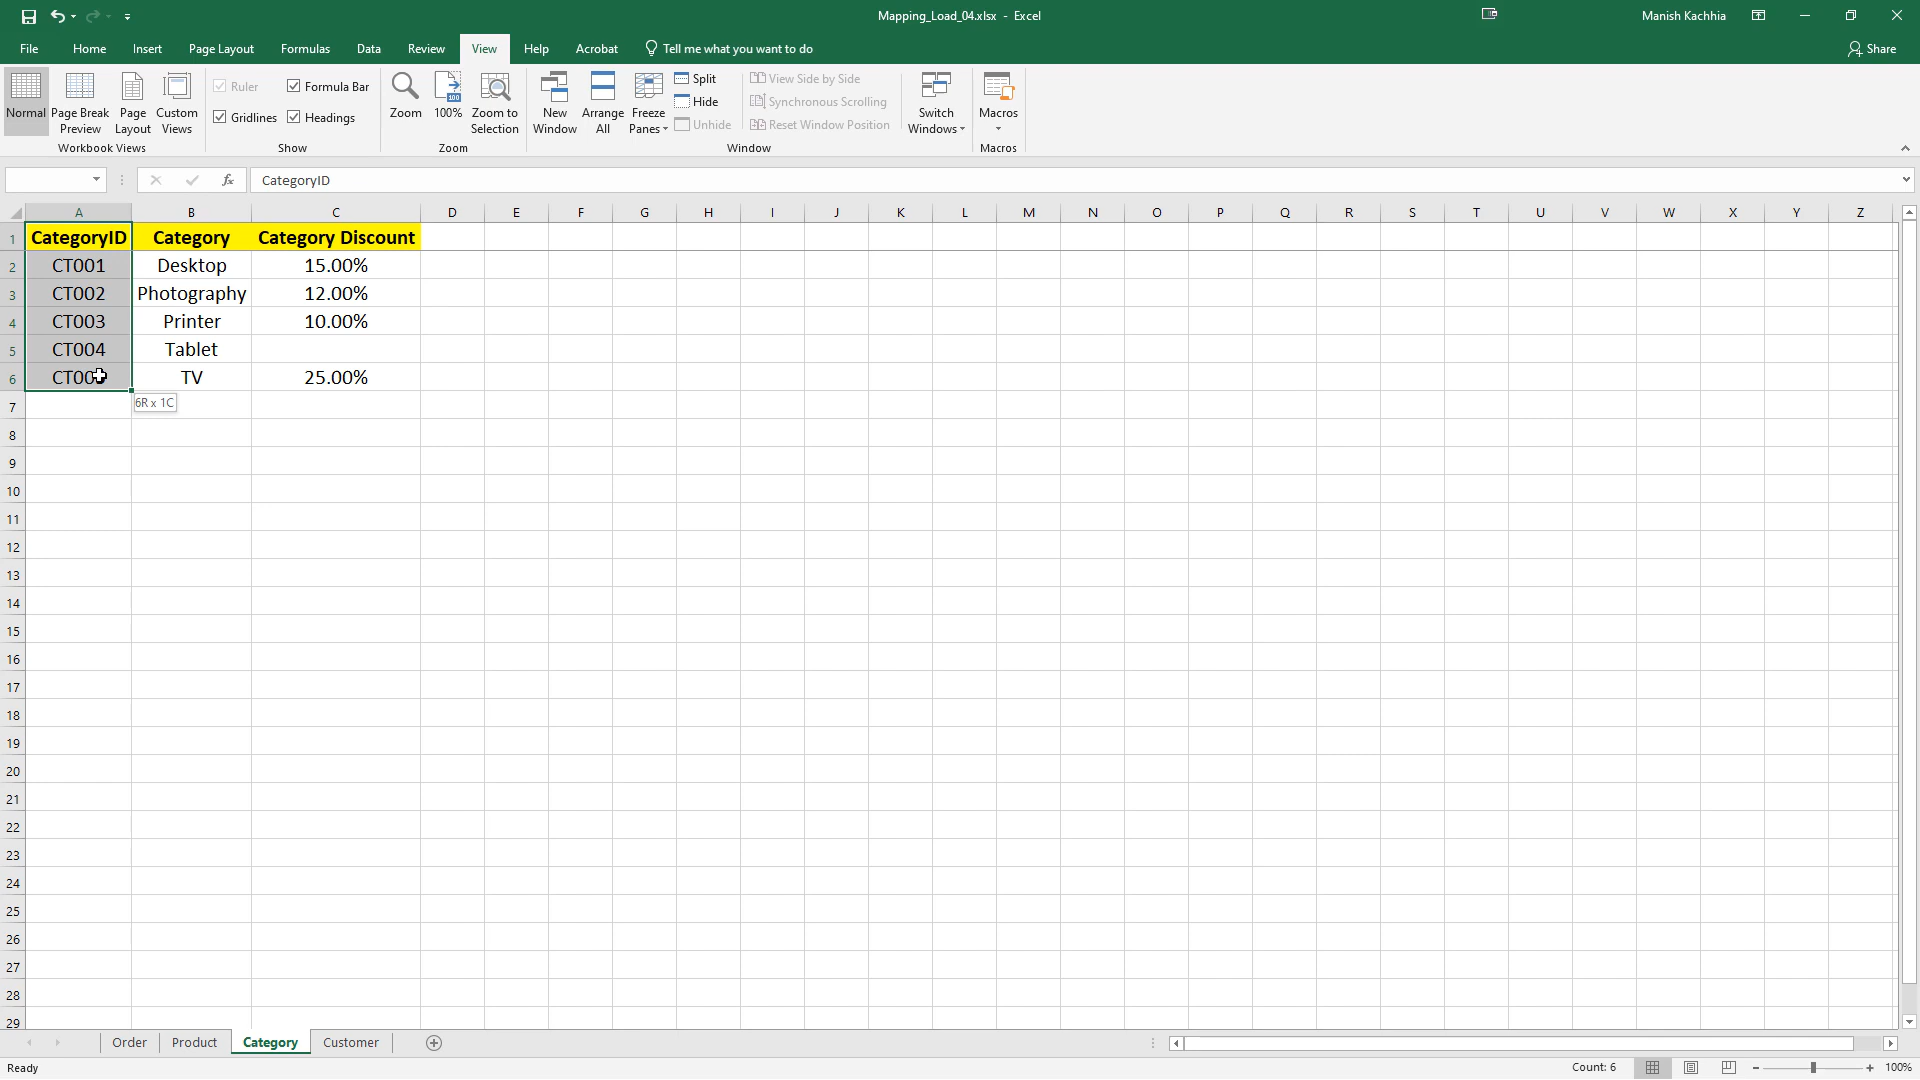 Mapping_Load_04.xlsx - Excel
Manish Kachhia
File Home Insert Page Layout Formulas Data Review View Help Acrobat Tell me what you want to do Share
Normal
Page Break Preview
Page Layout
Custom Views
Workbook Views
Ruler
Formula Bar
Gridlines
Headings
Show
Zoom
100
100%
Zoom to Selection
Zoom
New Window
Arrange All
Freeze Panes
Split
Hide
Unhide
View Side by Side
Synchronous Scrolling
Reset Window Position
Switch Windows
Window
Macros
Macros
fx CategoryID
A B C D E F G H I J K L M N O P Q R S T U V W X Y Z
1 CategoryID Category Category Discount
2 CT001 Desktop 15.00%
3 CT002 Photography 12.00%
4 CT003 Printer 10.00%
5 CT004 Tablet
6 TV 25.00%
6R x 1C
7
8
9
10
11
12
13
14
15
16
17
18
19
20
21
22
23
24
25
26
27
28
29
Order Product Category Customer
Ready Count: 6 100%